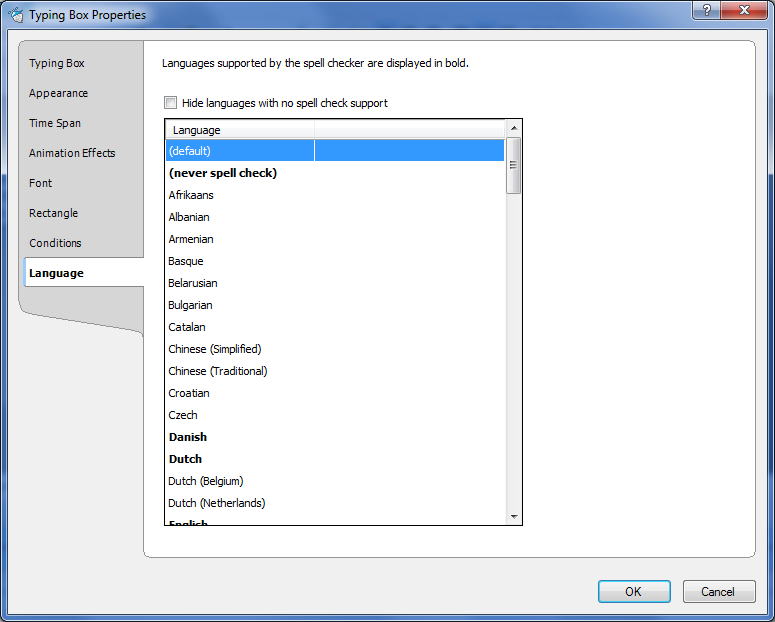 Typing Box Properties
Typing Box
Appearance
Time Span
Animation Effects
Font
Rectangle
Conditions
Language
Languages supported by the spell checker are displayed in bold.
Hide languages with no spell check support
Language
(default)
(never spell check)
Afrikaans
Albanian
Armenian
Basque
Belarusian
Bulgarian
Catalan
Chinese (Simplified)
Chinese (Traditional)
Croatian
Czech
Danish
Dutch
Dutch (Belgium)
Dutch (Netherlands)
English
OK
Cancel